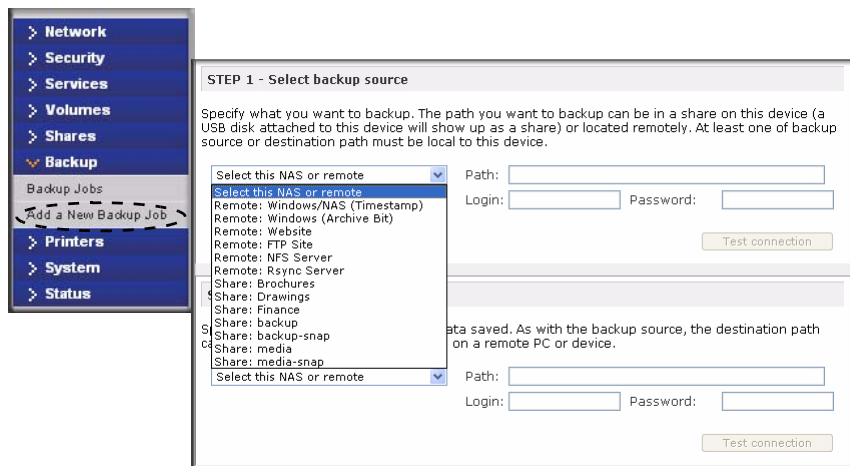 Network
Security
Services
Volumes
Shares
Backup
Backup Jobs
Add a New Backup Job
Printers
System
Status
STEP 1 - Select backup source
Specify what you want to backup. The path you want to backup can be in a share on this device (a
USB disk attached to this device will show up as a share) or located remotely. At least one of backup
source or destination path must be local to this device.
Select this NAS or remote
Path:
Login:
Password:
Test connection
Select this NAS or remote
Remote: Windows/NAS (Timestamp)
Remote: Windows (Archive Bit)
Remote: Website
Remote: FTP Site
Remote: NFS Server
Remote: Rsync Server
Share: Brochures
Share: Drawings
Share: Finance
Share: backup
Share: backup-snap
Share: media
Share: media-snap
saved. As with the backup source, the destination path
on a remote PC or device.
Select this NAS or remote
Path:
Login:
Password:
Test connection